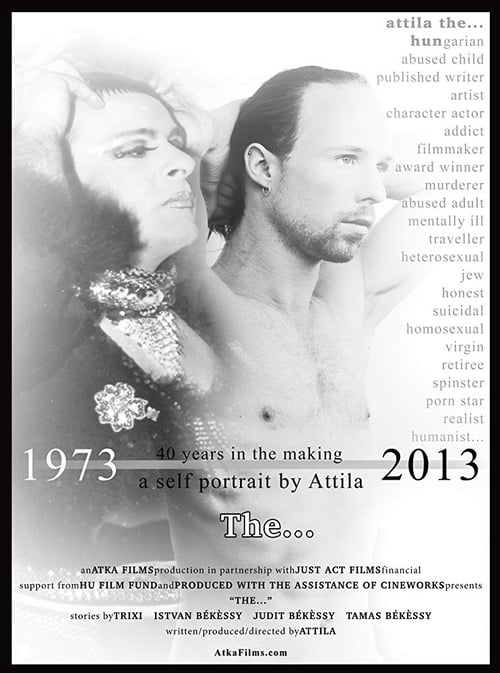 attila the...
hungarian
abused child
published writer
artist
character actor
addict
filmmaker
award winner
murderer
abused adult
mentally ill
traveller
heterosexual
jew
honest
suicidal
homosexual
virgin
retiree
spinster
porn star
realist
humanist...
1973 40 years in the making 2013
a self portrait by Attila
The...
anATKA FILMSproduction in partnership withJUST ACT FILMSfinancial
support fromHU FILM FUNDandPRODUCED WITH THE ASSISTANCE OF CINEWORKSpresents
“THE...”
stories byTRIXI ISTVAN BÉKÈSSY JUDIT BÉKÈSSY TAMAS BÉKÈSSY
written/produced/directed byATTILA
AtkaFilms.com